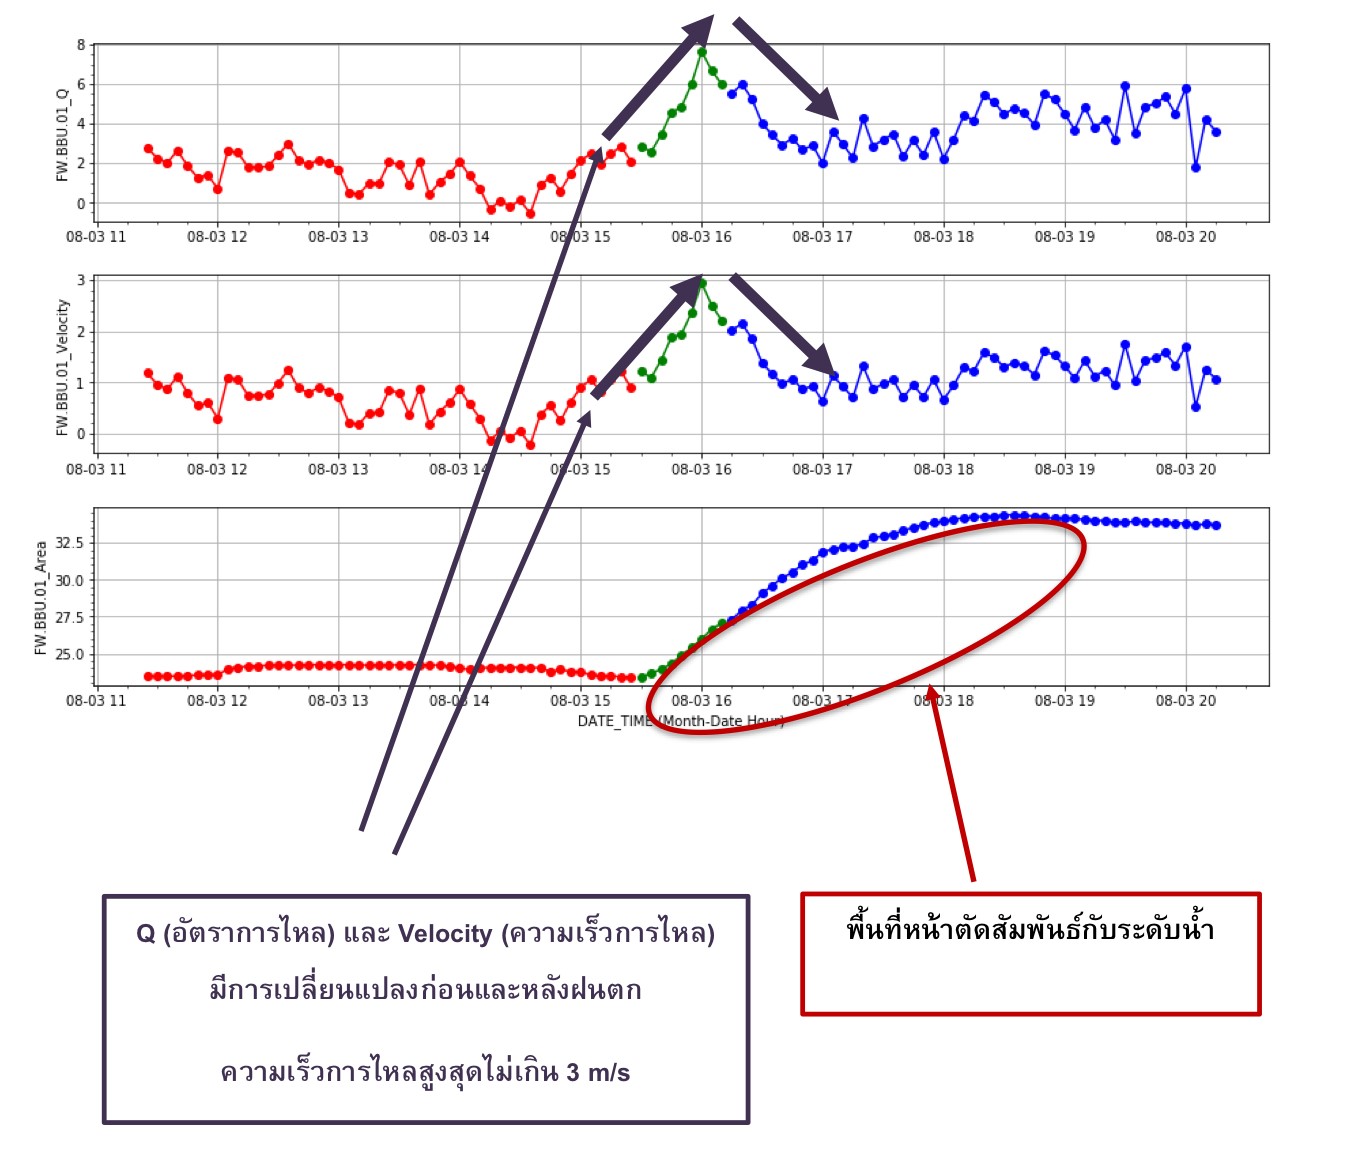 8
6
4
2
0
FW.BBU.01_Q
08-03 11 08-03 12 08-03 13 08-03 14 08-03 15 08-03 16 08-03 17 08-03 18 08-03 19 08-03 20
3
2
1
0
FW.BBU.01_Velocity
08-03 11 08-03 12 08-03 13 08-03 14 08-03 15 08-03 16 08-03 17 08-03 18 08-03 19 08-03 20
32.5
30.0
27.5
25.0
FW.BBU.01_Area
08-03 11 08-03 12 08-03 13 08-03 14 08-03 15 08-03 16 08-03 17 08-03 18 08-03 19 08-03 20
DATE_TIME (Month-Date Hour)
Q (อัตราการไหล) และ Velocity (ความเร็วการไหล)
มีการเปลี่ยนแปลงก่อนและหลังฝนตก
ความเร็วการไหลสูงสุดไม่เกิน 3 m/s
พื้นที่หน้าตัดสัมพันธ์กับระดับน้ำ